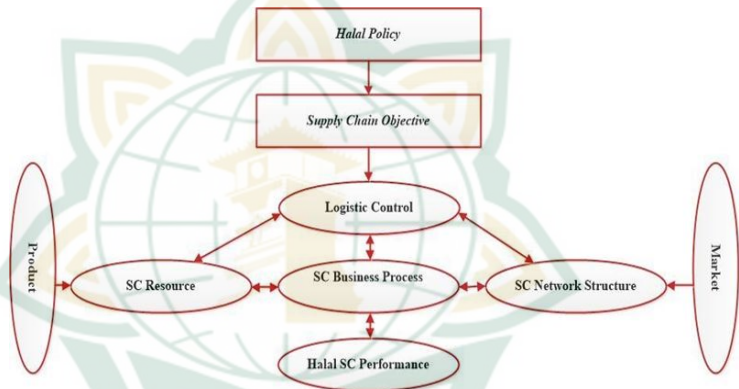 Halal Policy
Supply Chain Objective
Logistic Control
Product
SC Resource
SC Business Process
SC Network Structure
Market
Halal SC Performance